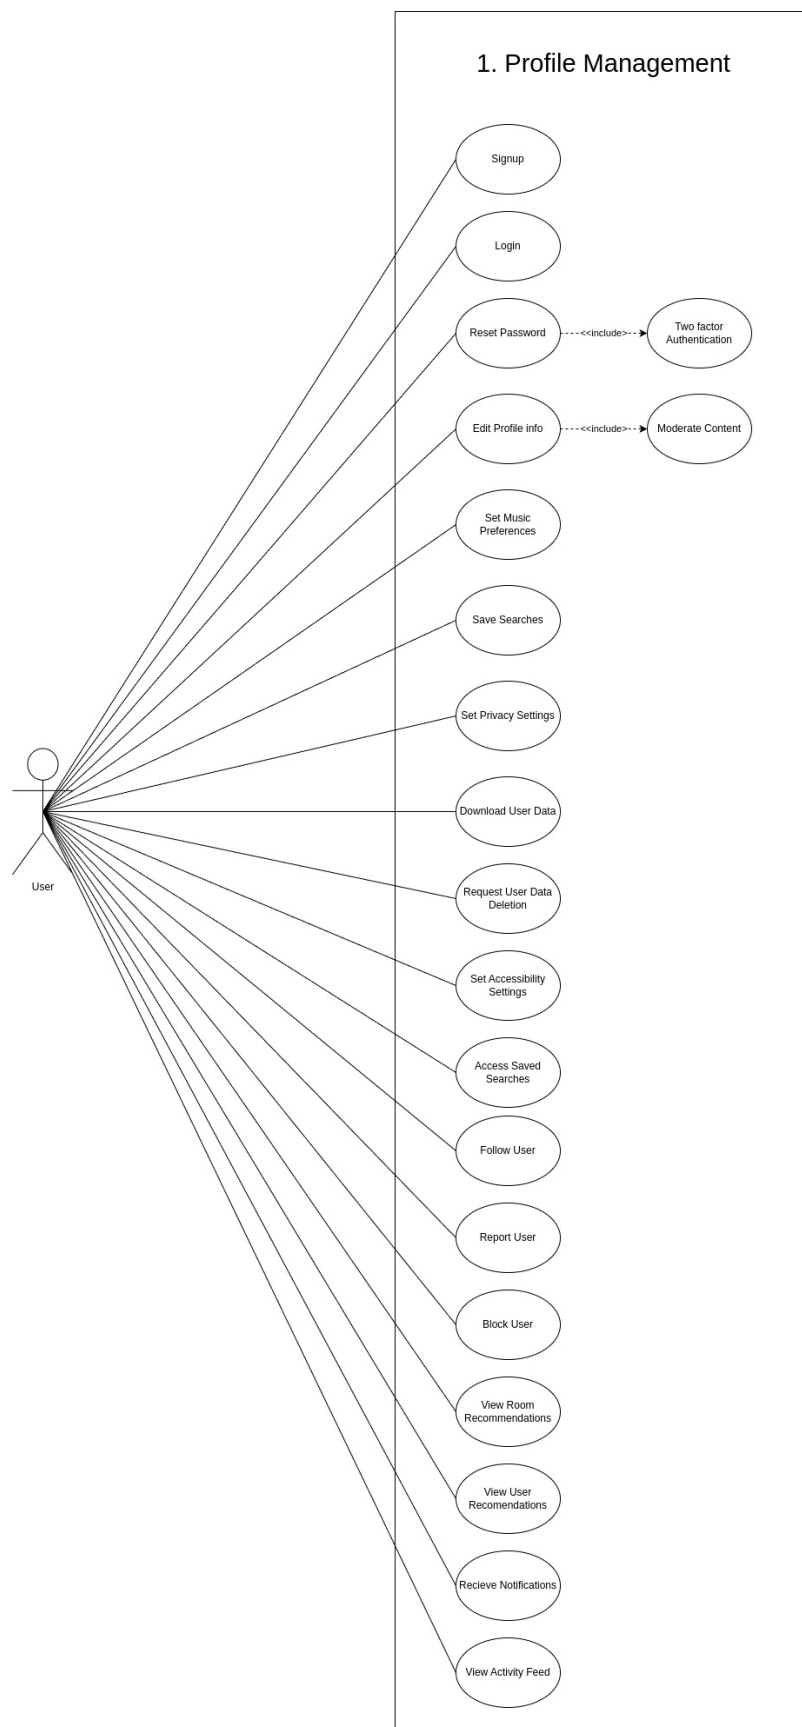 1. Profile Management
Signup
Login
Reset Password
<<include>>
Two factor
Authentication
Edit Profile info
<<include>>
Moderate Content
Set Music
Preferences
Save Searches
Set Privacy Settings
Download User Data
User
Request User Data
Deletion
Set Accessibility
Settings
Access Saved
Searches
Follow User
Report User
Block User
View Room
Recommendations
View User
Recomendations
Recieve Notifications
View Activity Feed